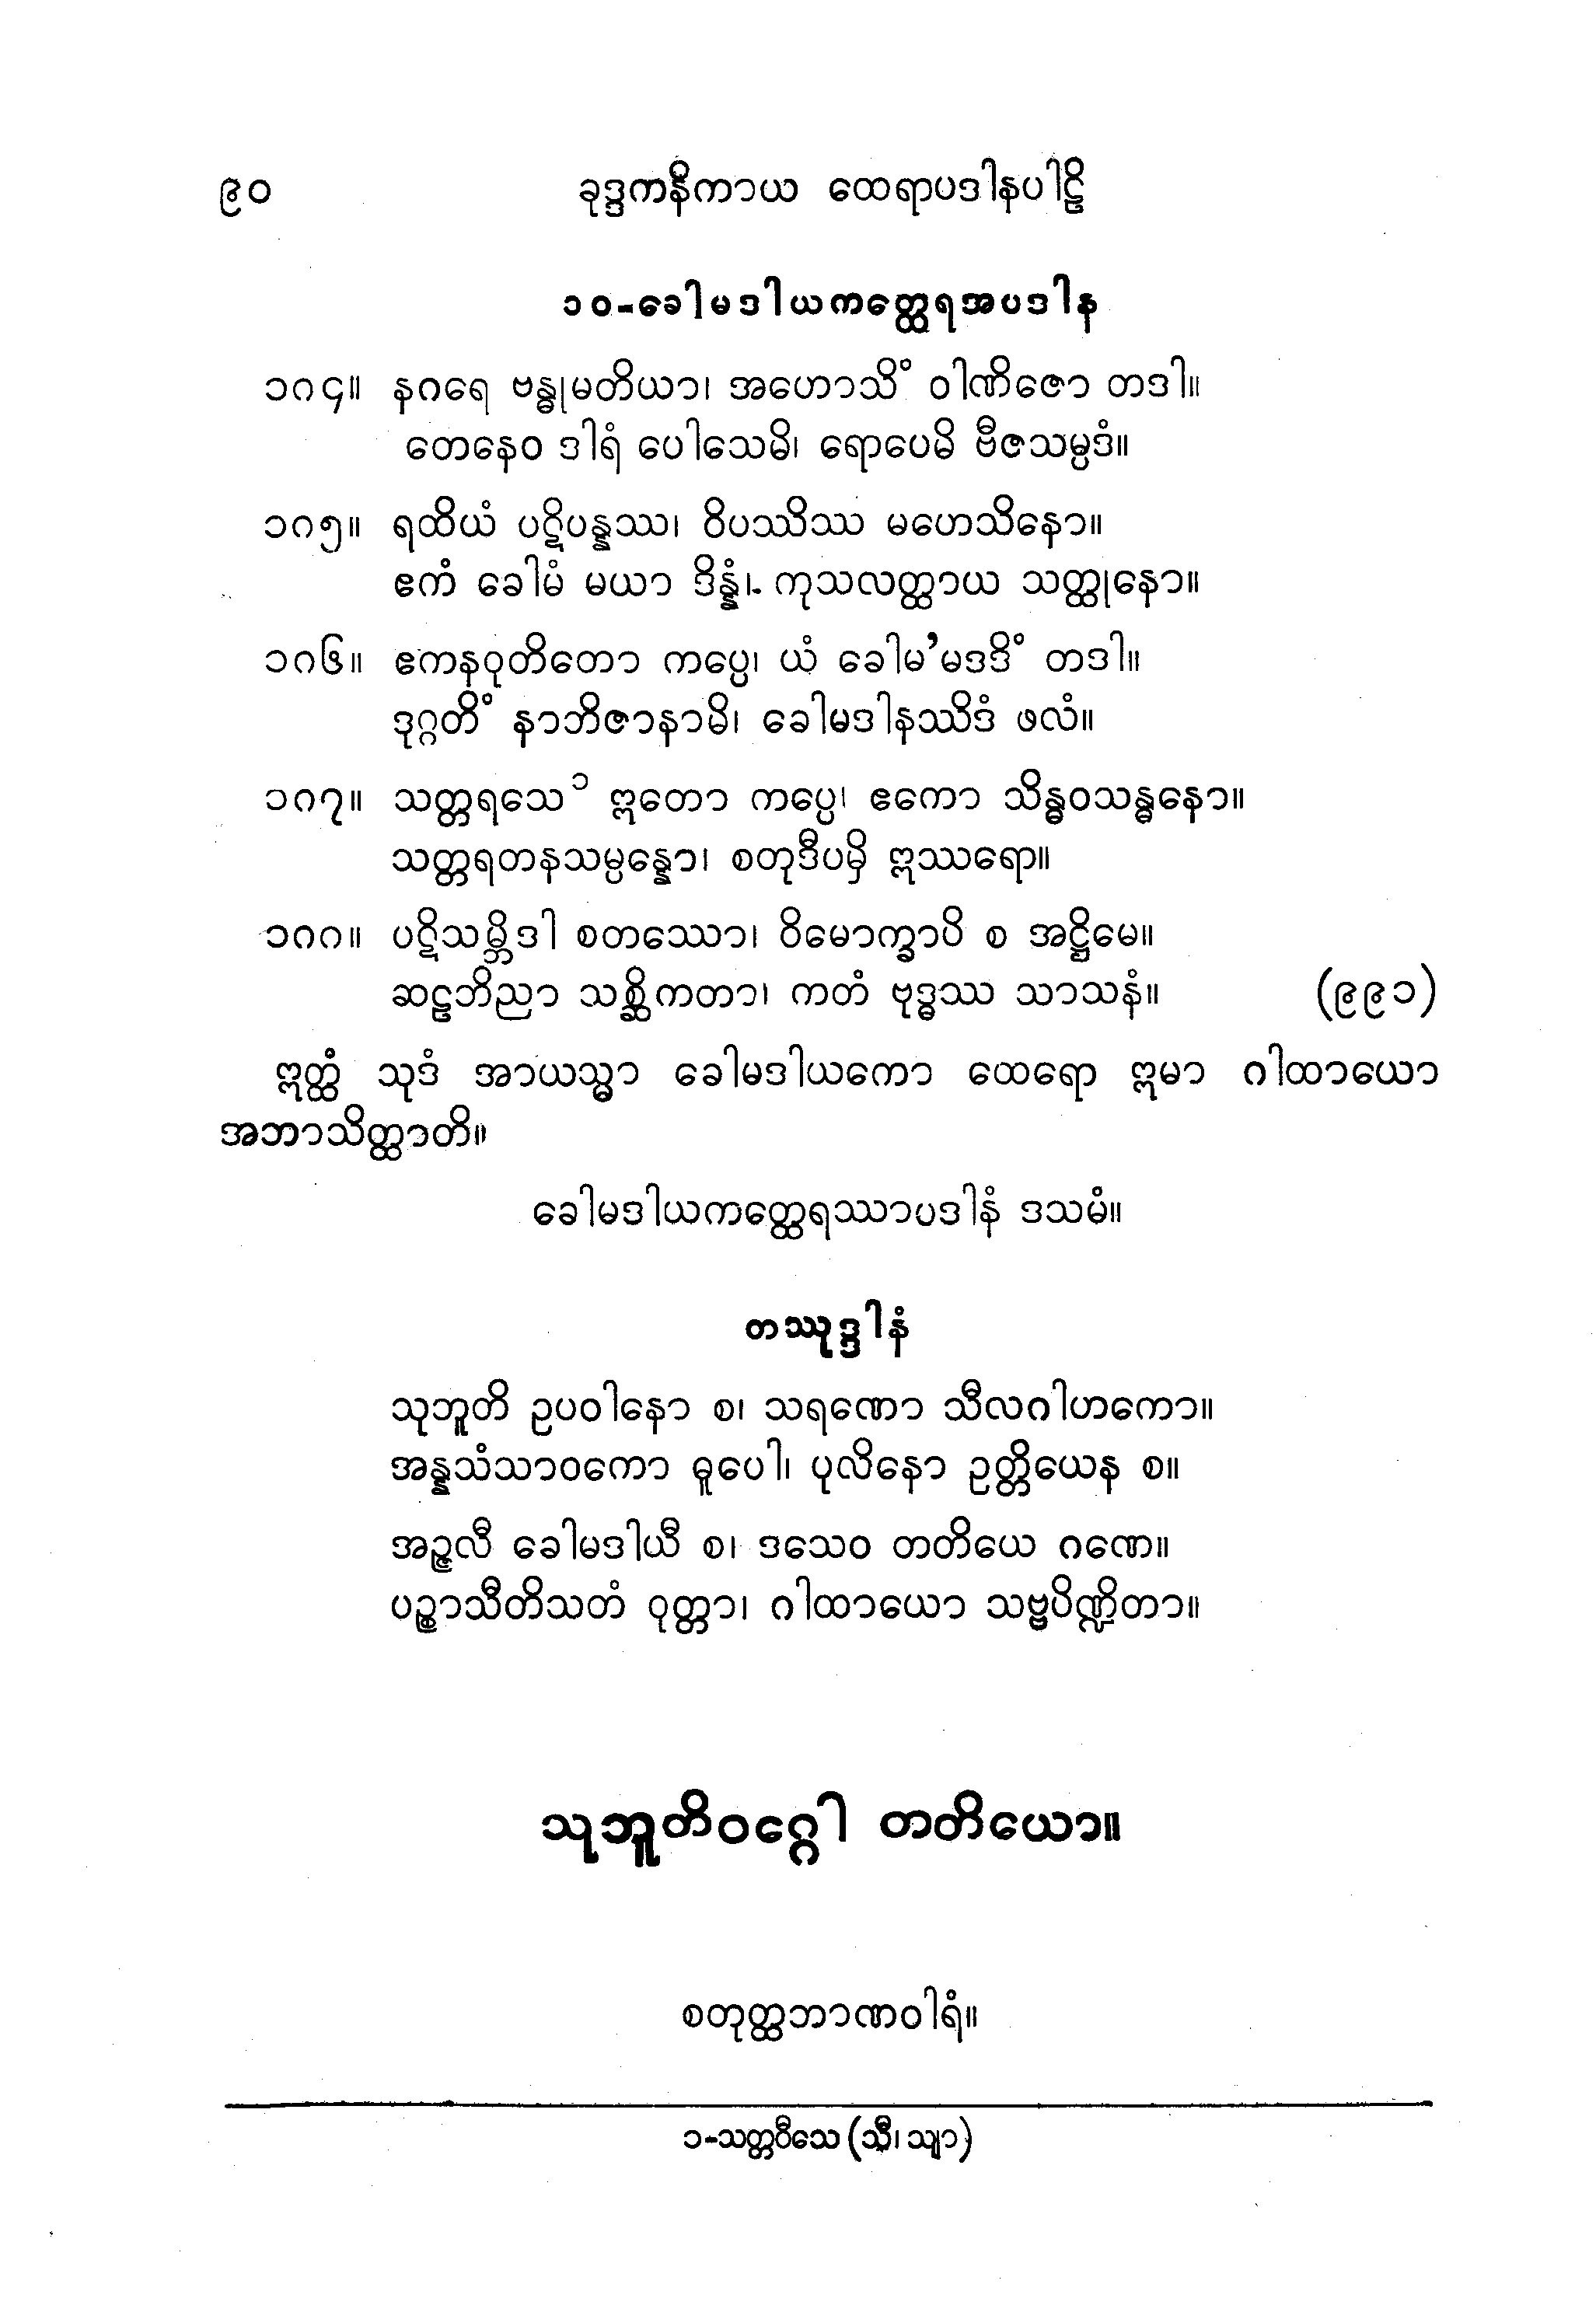 ၉၀ ခုဒ္ဒကနိကာယ ထေရာပဒါနပါဠိ
၁၀-ခေါမဒါယကတ္ထေရအပဒါန
၁၈၄။ နဂရေ ဗန္ဓုမတိယာ၊ အဟောသိံ ဝါဏိဇော တဒါ။
တေနေဝ ဒါရံ ပေါသေမိ၊ ရောပေမိ ဗီဇသမ္ပဒံ။
၁၈၅။ ရထိယံ ပဋိပန္နဿ၊ ဝိပဿိဿ မဟေသိနော။
ဧကံ ခေါမံ မယာ ဒိန္နံ၊ ကုသလတ္ထာယ သတ္ထုနော။
၁၈၆။ ဧကနဝုတိတော ကပ္ပေ၊ ယံ ခေါမ’မဒဒိံ တဒါ။
ဒုဂ္ဂတိံ နာဘိဇာနာမိ၊ ခေါမဒါနဿိဒံ ဖလံ။
၁၈၇။ သတ္တရသေ ၁ ဣတော ကပ္ပေ၊ ဧကော သိန္ဓဝသန္ဓနော။
သတ္တရတနသမ္ပန္နော၊ စတုဒီပမှိ ဣဿရော။
၁၈၈။ ပဋိသမ္ဘိဒါ စတဿော၊ ဝိမောက္ခာပိ စ အဋ္ဌိမေ။
ဆဠဘိညာ သစ္ဆိကတာ၊ ကတံ ဗုဒ္ဓဿ သာသနံ။ (၉၉၁)
ဣတ္ထံ သုဒံ အာယသ္မာ ခေါမဒါယကော ထေရော ဣမာ ဂါထာယော
အဘာသိတ္ထာတိ။
ခေါမဒါယကတ္ထေရဿာပဒါနံ ဒသမံ။
တဿုဒ္ဒါနံ
သုဘူတိ ဥပဝါနော စ၊ သရဏော သီလဂါဟကော။
အန္နသံသာဝကော ဓူပေါ၊ ပုလိနော ဥတ္တိယေန စ။
အဉ္ဇလီ ခေါမဒါယီ စ၊ ဒသေဝ တတိယေ ဂဏေ။
ပဉ္စာသီတိသတံ ဝုတ္တာ၊ ဂါထာယော သဗ္ဗပိဏ္ဍိတာ။
သုဘူတိဝဂ္ဂေါ တတိယော။
စတုတ္ထဘာဏဝါရံ။
၁-သတ္တဝီသေ (သီ၊ သျာ)